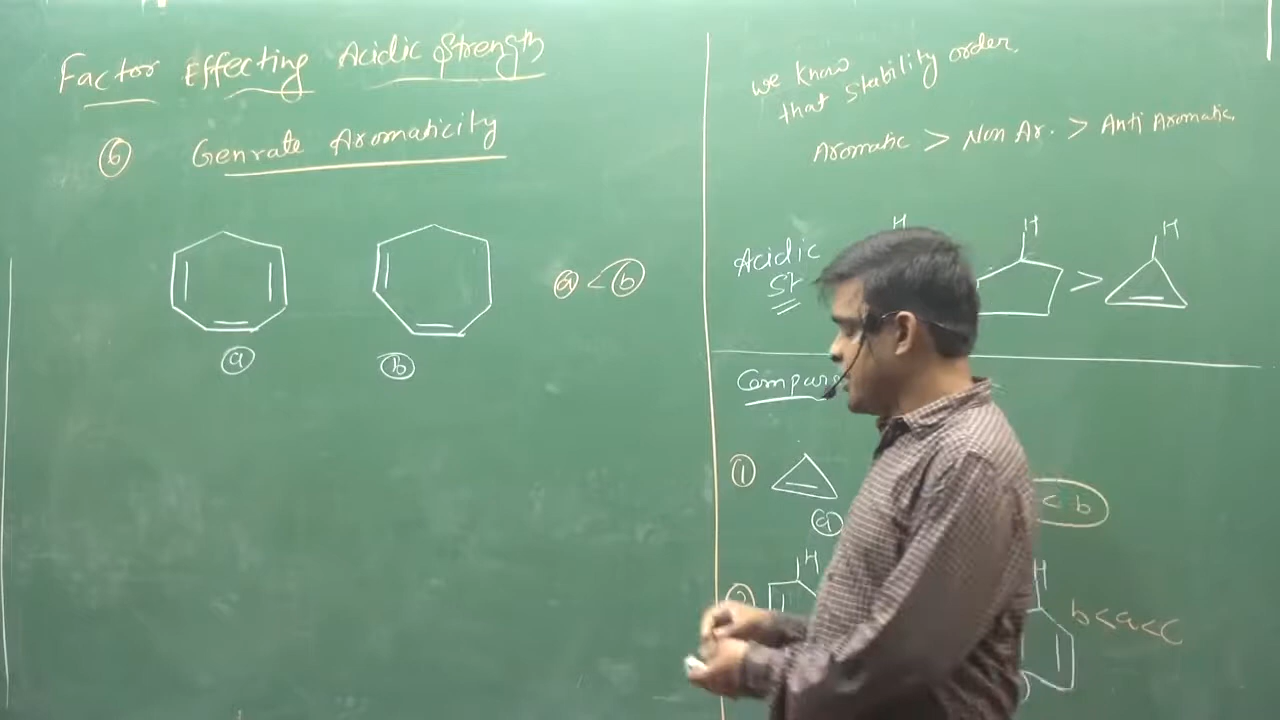 Factor Effecting Acidic Strength
⑥ Genrate Aromaticity
ⓐ
ⓑ
ⓐ < ⓑ
we know
that stability order.
Aromatic > Non Ar. > Anti Aromatic.
Acidic
St
H
H
>
H
Compare
①
ⓐ
< b
②
H
H
b < a < c